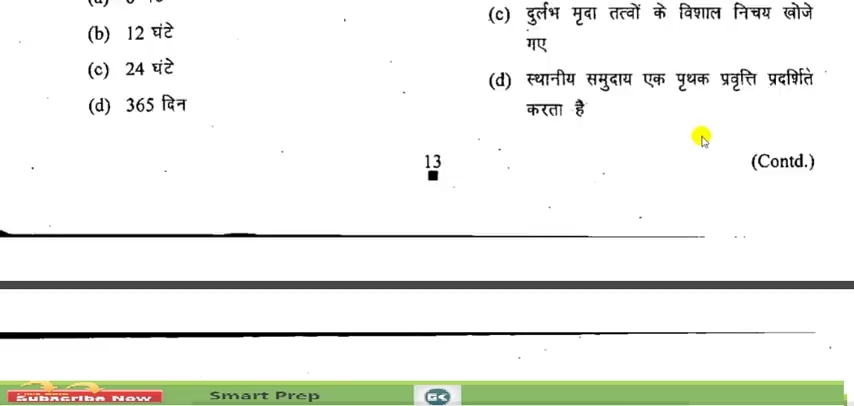 (b) 12 घंटे
(c) 24 घंटे
(d) 365 दिन
(c) दुर्लभ मृदा तत्वों के विशाल निचय खोजे
गए
(d) स्थानीय समुदाय एक पृथक प्रवृत्ति प्रदर्शित
करता है
13
(Contd.)
Subscribe Now
Smart Prep
GK